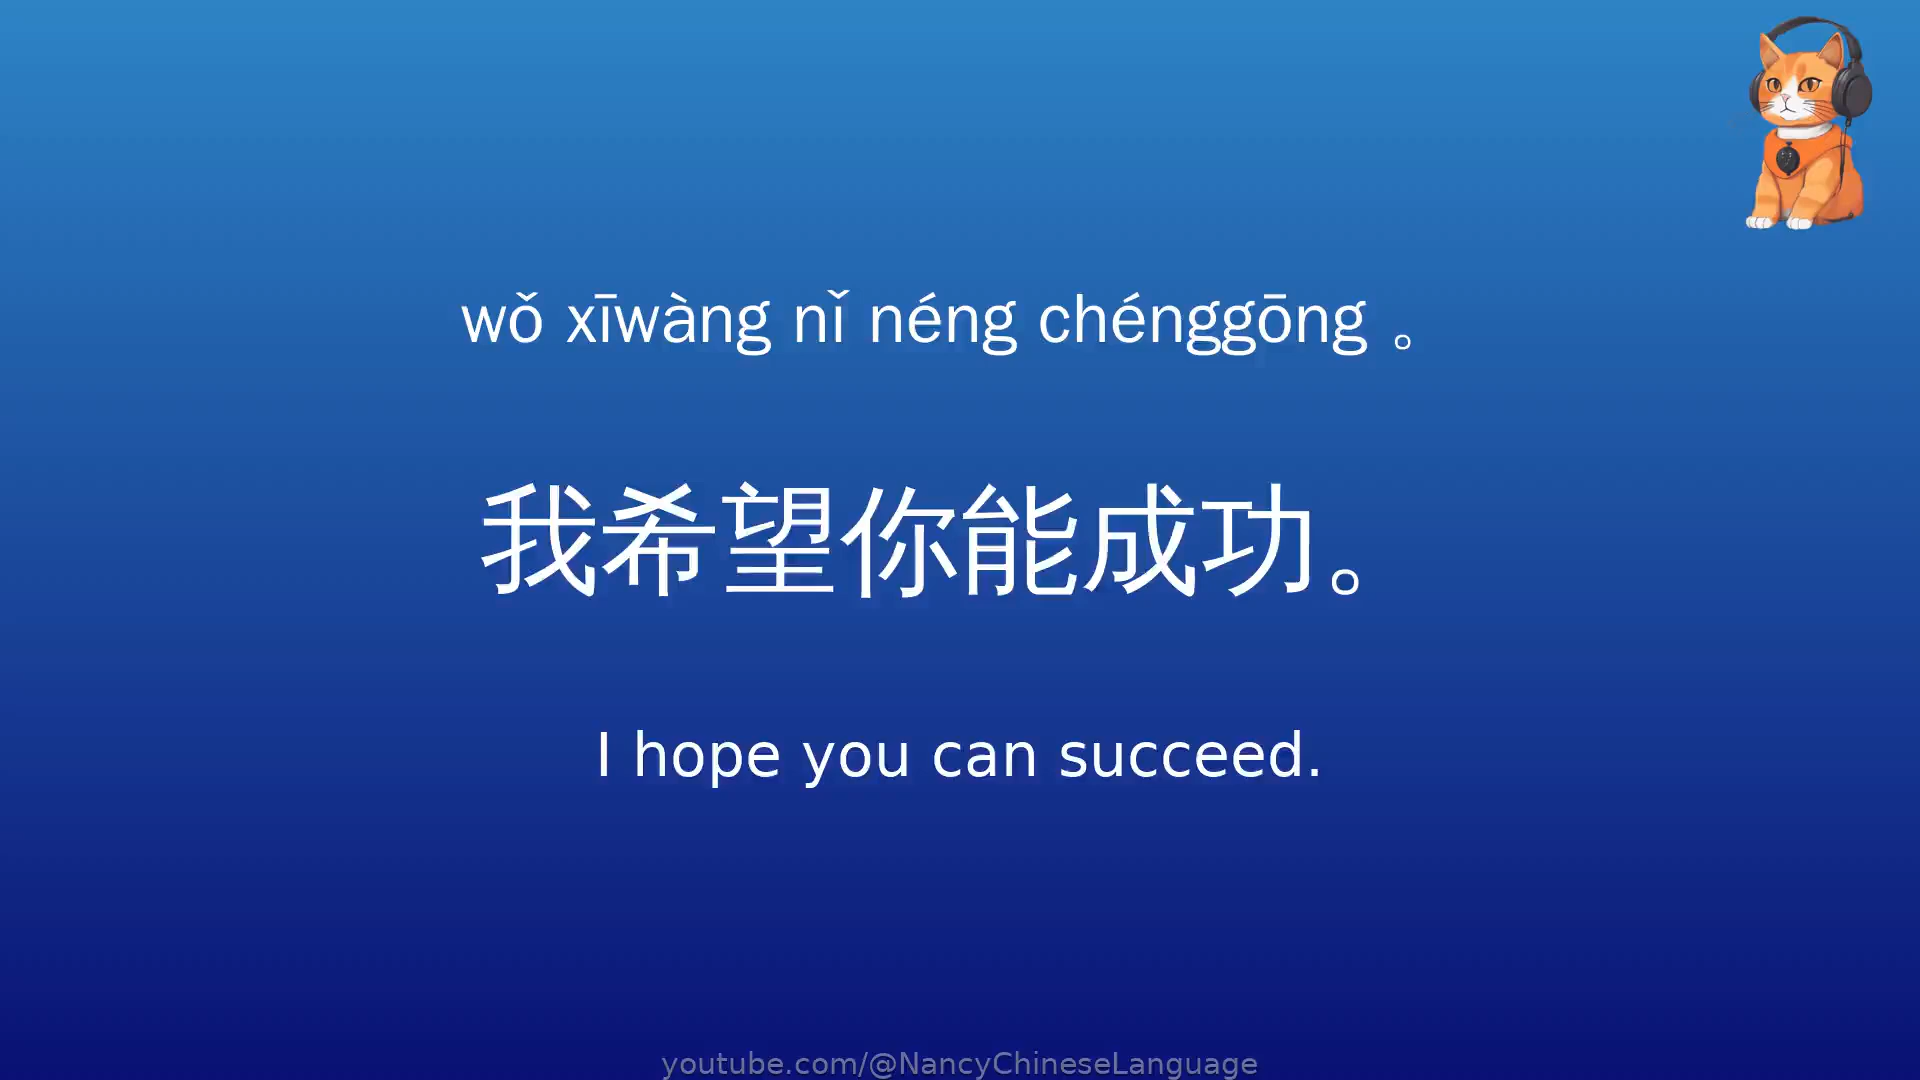 wǒ xīwàng nǐ néng chénggōng 。
我希望你能成功。
I hope you can succeed.
youtube.com/@NancyChineseLanguage